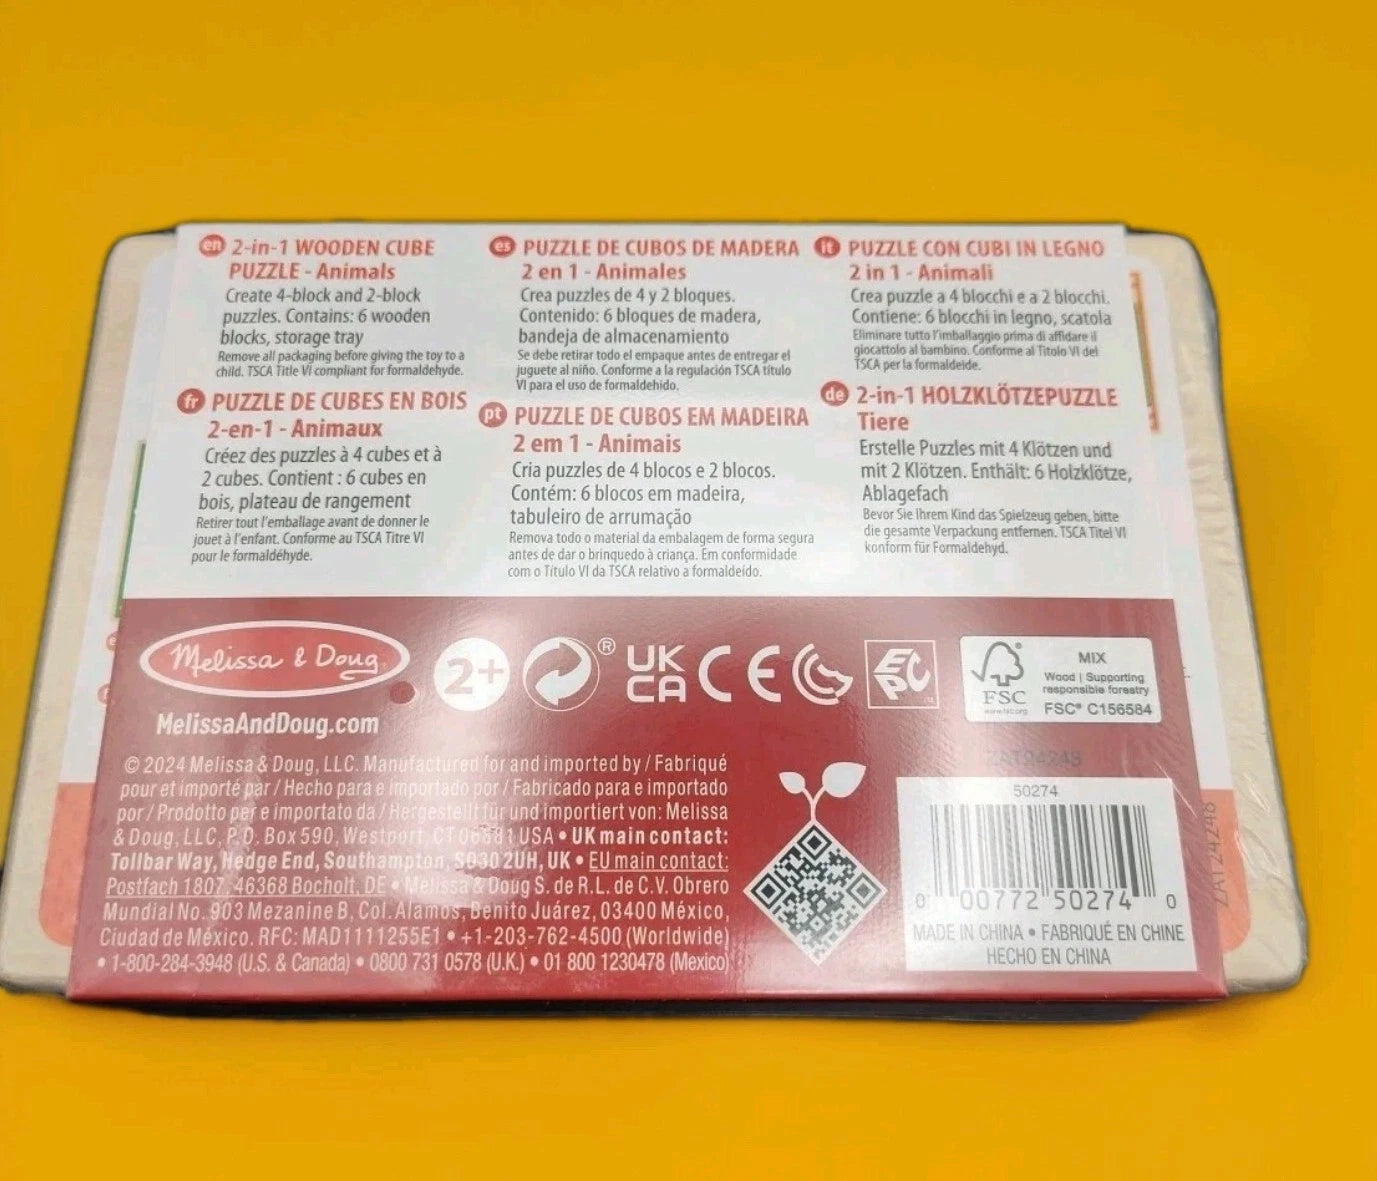 en 2-in-1 WOODEN CUBE
PUZZLE - Animals
Create 4-block and 2-block
puzzles. Contains: 6 wooden
blocks, storage tray
Remove all packaging before giving the toy to a
child. TSCA Title VI compliant for formaldehyde.
fr PUZZLE DE CUBES EN BOIS
2-en-1 - Animaux
Créez des puzzles à 4 cubes et à
2 cubes. Contient : 6 cubes en
bois, plateau de rangement
Retirer tout l'emballage avant de donner le
jouet à l'enfant. Conforme au TSCA Titre VI
pour le formaldéhyde.
es PUZZLE DE CUBOS DE MADERA
2 en 1 - Animales
Crea puzzles de 4 y 2 bloques.
Contenido: 6 bloques de madera,
bandeja de almacenamiento
Se debe retirar todo el empaque antes de entregar el
juguete al niño. Conforme a la regulación TSCA título
VI para el uso de formaldehido.
pt PUZZLE DE CUBOS EM MADEIRA
2 em 1 - Animais
Cria puzzles de 4 blocos e 2 blocos.
Contém: 6 blocos em madeira,
tabuleiro de arrumação
Remova todo o material da embalagem de forma segura
antes de dar o brinquedo à criança. Em conformidade
com o Título VI da TSCA relativo a formaldeído.
it PUZZLE CON CUBI IN LEGNO
2 in 1 - Animali
Crea puzzle a 4 blocchi e a 2 blocchi.
Contiene: 6 blocchi in legno, scatola
Eliminare tutto l'imballaggio prima di affidare il
giocattolo al bambino. Conforme al Titolo VI del
TSCA per la formaldeide.
de 2-in-1 HOLZKLÖTZEPUZZLE
Tiere
Erstelle Puzzles mit 4 Klötzen und
mit 2 Klötzen. Enthält: 6 Holzklötze,
Ablagefach
Bevor Sie Ihrem Kind das Spielzeug geben, bitte
die gesamte Verpackung entfernen. TSCA Titel VI
konform für Formaldehyd.
Melissa & Doug
MelissaAndDoug.com
2+
®
UK
CA
CE
EPC
FSC
www.fsc.org
MIX
Wood | Supporting
responsible forestry
FSC® C156584
© 2024 Melissa & Doug, LLC. Manufactured for and imported by / Fabriqué
pour et importé par / Hecho para e importado por / Fabricado para e importado
por / Prodotto per e importato da / Hergestellt für und importiert von: Melissa
& Doug, LLC, P.O. Box 590, Westport, CT 06881 USA • UK main contact:
Tollbar Way, Hedge End, Southampton, SO30 2UH, UK • EU main contact:
Postfach 1807, 46368 Bocholt, DE • Melissa & Doug S. de R.L. de C.V. Obrero
Mundial No. 903 Mezanine B, Col. Alamos, Benito Juárez, 03400 México,
Ciudad de México. RFC: MAD1111255E1 • +1-203-762-4500 (Worldwide)
• 1-800-284-3948 (U.S. & Canada) • 0800 731 0578 (U.K.) • 01 800 1230478 (Mexico)
50274
0 00772 50274 0
MADE IN CHINA • FABRIQUÉ EN CHINE
HECHO EN CHINA
ZAT24248